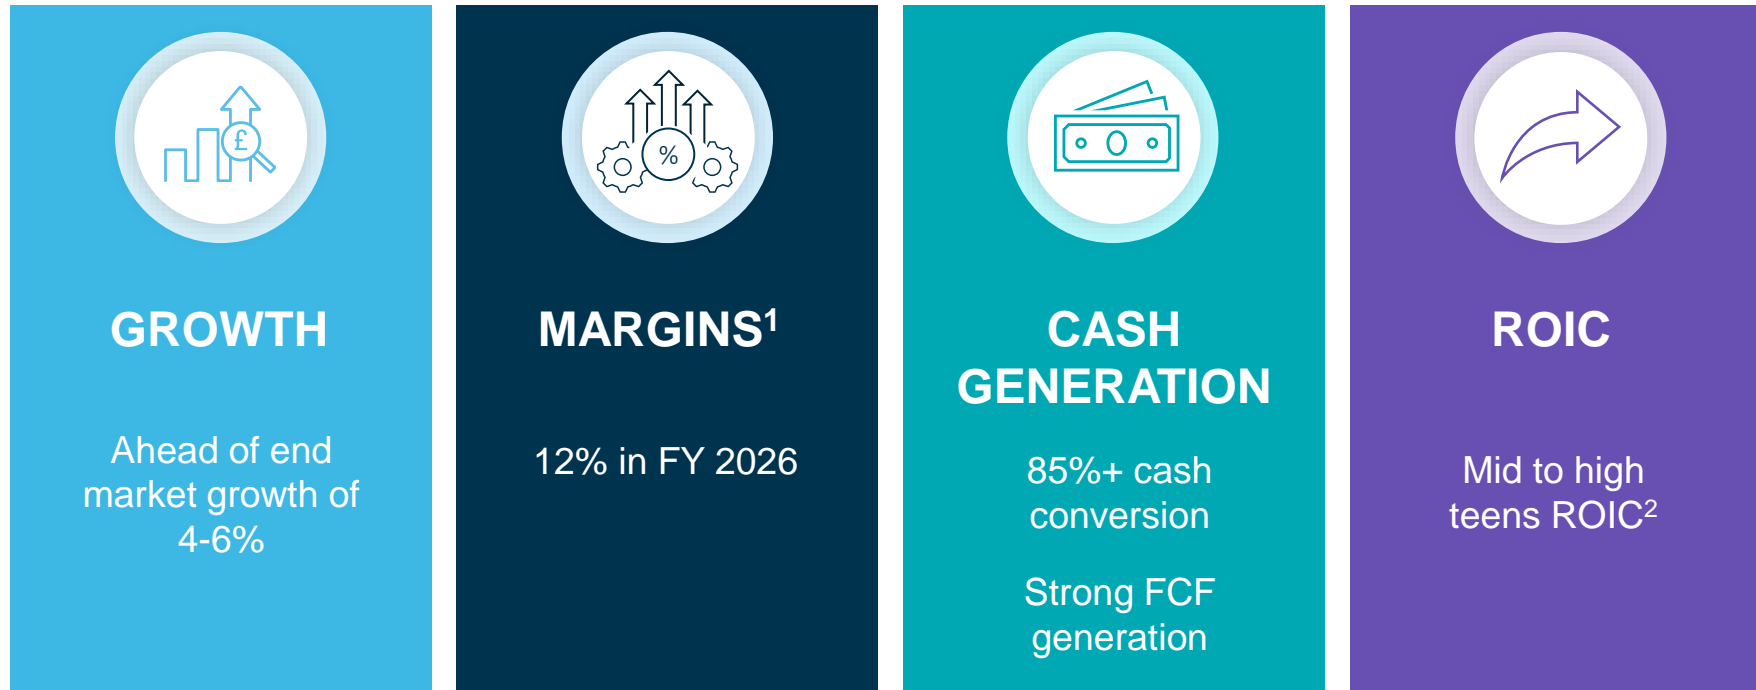 £
GROWTH
Ahead of end
market growth of
4-6%
%
MARGINS¹
12% in FY 2026
CASH
GENERATION
85%+ cash
conversion
Strong FCF
generation
ROIC
Mid to high
teens ROIC²